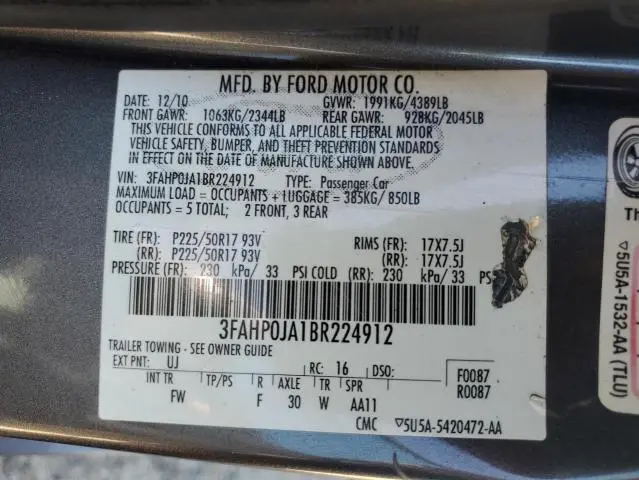 MFD. BY FORD MOTOR CO.
DATE: 12/10 GVWR: 1991KG/4389LB
FRONT GAWR: 1063KG/2344LB REAR GAWR: 928KG/2045LB
THIS VEHICLE CONFORMS TO ALL APPLICABLE FEDERAL MOTOR
VEHICLE SAFETY, BUMPER, AND THEFT PREVENTION STANDARDS
IN EFFECT ON THE DATE OF MANUFACTURE SHOWN ABOVE.
VIN: 3FAHP0JA1BR224912 TYPE: Passenger Car
MAXIMUM LOAD = OCCUPANTS + LUGGAGE = 385KG/ 850LB
OCCUPANTS = 5 TOTAL; 2 FRONT, 3 REAR
TIRE (FR): P225/50R17 93V RIMS (FR): 17X7.5J
(RR): P225/50R17 93V (RR): 17X7.5J
PRESSURE (FR): 230 kPa/ 33 PSI COLD (RR): 230 kPa/ 33
3FAHP0JA1BR224912
TRAILER TOWING - SEE OWNER GUIDE
EXT PNT: UJ RC: 16 DSO: F0087
INT TR TP/PS R AXLE TR SPR R0087
FW F 30 W AA11
CMC 5U5A-5420472-AA
Th
5U5A-1532-AA (TLU)